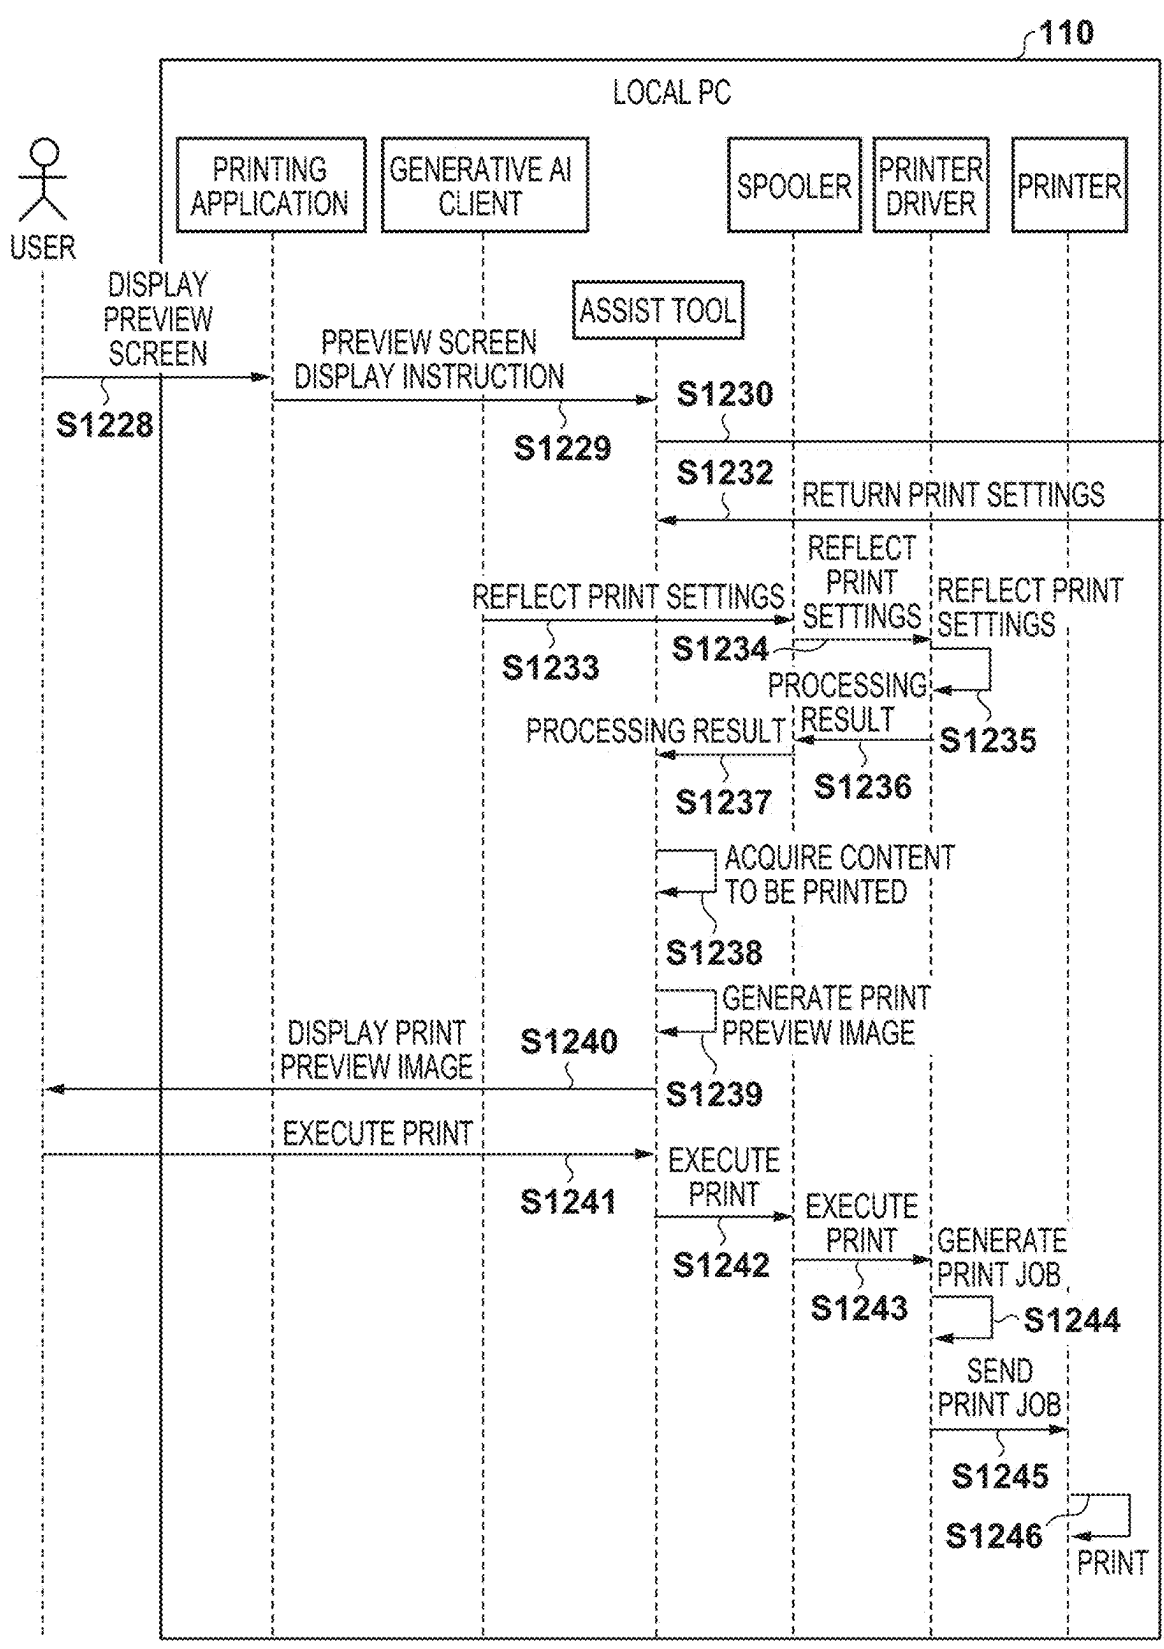 110
LOCAL PC
PRINTING
APPLICATION
GENERATIVE AI
CLIENT
SPOOLER
PRINTER
DRIVER
PRINTER
USER
ASSIST TOOL
DISPLAY
PREVIEW
SCREEN
S1228
PREVIEW SCREEN
DISPLAY INSTRUCTION
S1229
S1230
S1232
RETURN PRINT SETTINGS
REFLECT PRINT SETTINGS
S1233
REFLECT
PRINT
SETTINGS
S1234
REFLECT PRINT
SETTINGS
S1235
PROCESSING
RESULT
S1236
PROCESSING RESULT
S1237
ACQUIRE CONTENT
TO BE PRINTED
S1238
GENERATE PRINT
PREVIEW IMAGE
S1239
DISPLAY PRINT
PREVIEW IMAGE
S1240
EXECUTE PRINT
S1241
EXECUTE
PRINT
S1242
EXECUTE
PRINT
S1243
GENERATE
PRINT JOB
S1244
SEND
PRINT JOB
S1245
S1246
PRINT